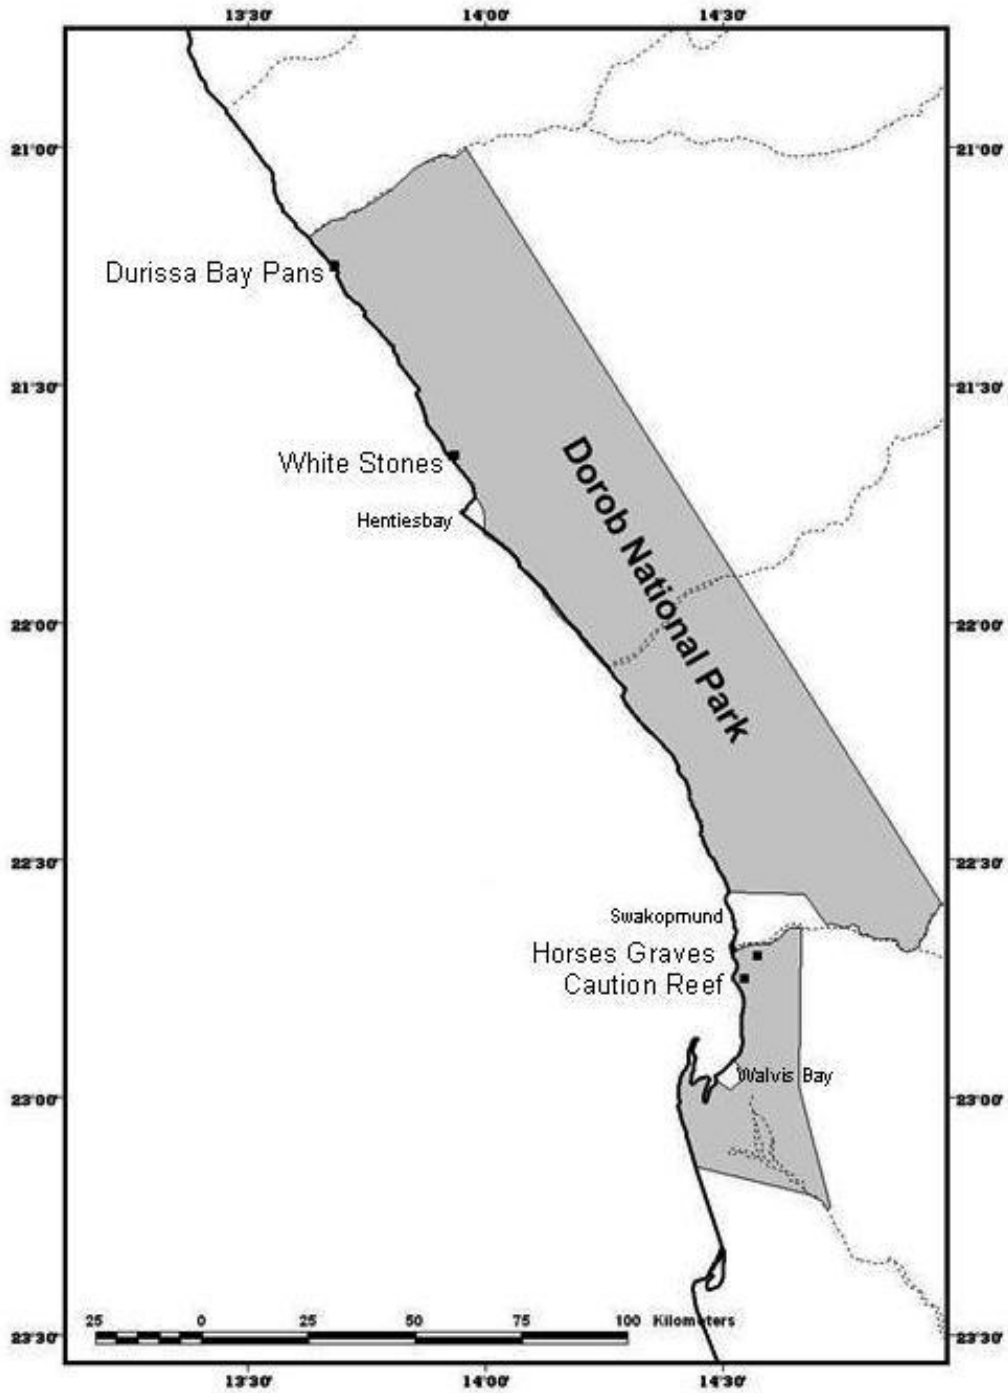 13°30' 14°00' 14°30'
21°00' 21°00'
Durissa Bay Pans
21°30' 21°30'
White Stones
Hentiesbay
Dorob National Park
22°00' 22°00'
22°30' 22°30'
Swakopmund
Horses Graves
Caution Reef
Walvis Bay
23°00' 23°00'
25 0 25 50 75 100 Kilometers
23°30' 23°30'
13°30' 14°00' 14°30'